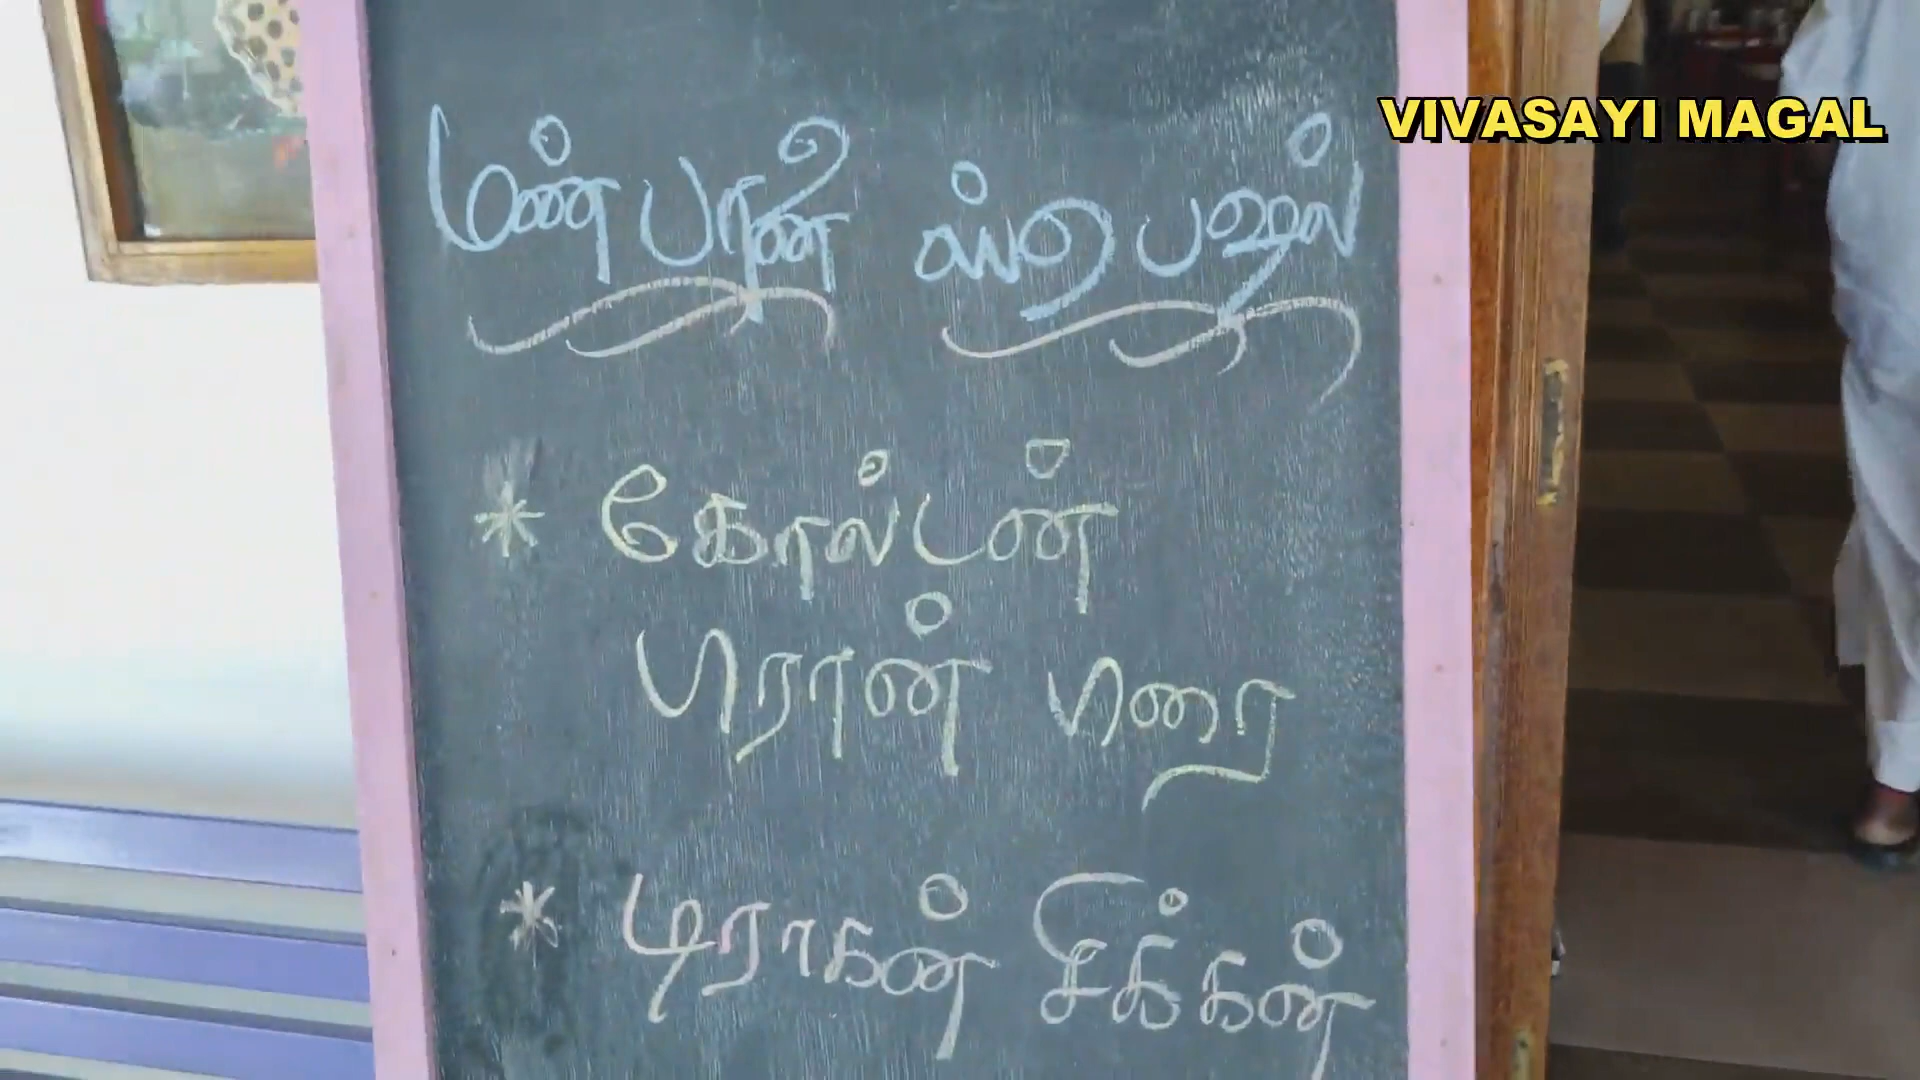 VIVASAYI MAGAL
மண்பானை ஸ்பெஷல்
* கோல்டன்
ப்ரான் ப்ரை
* டிராகன் சிக்கன்